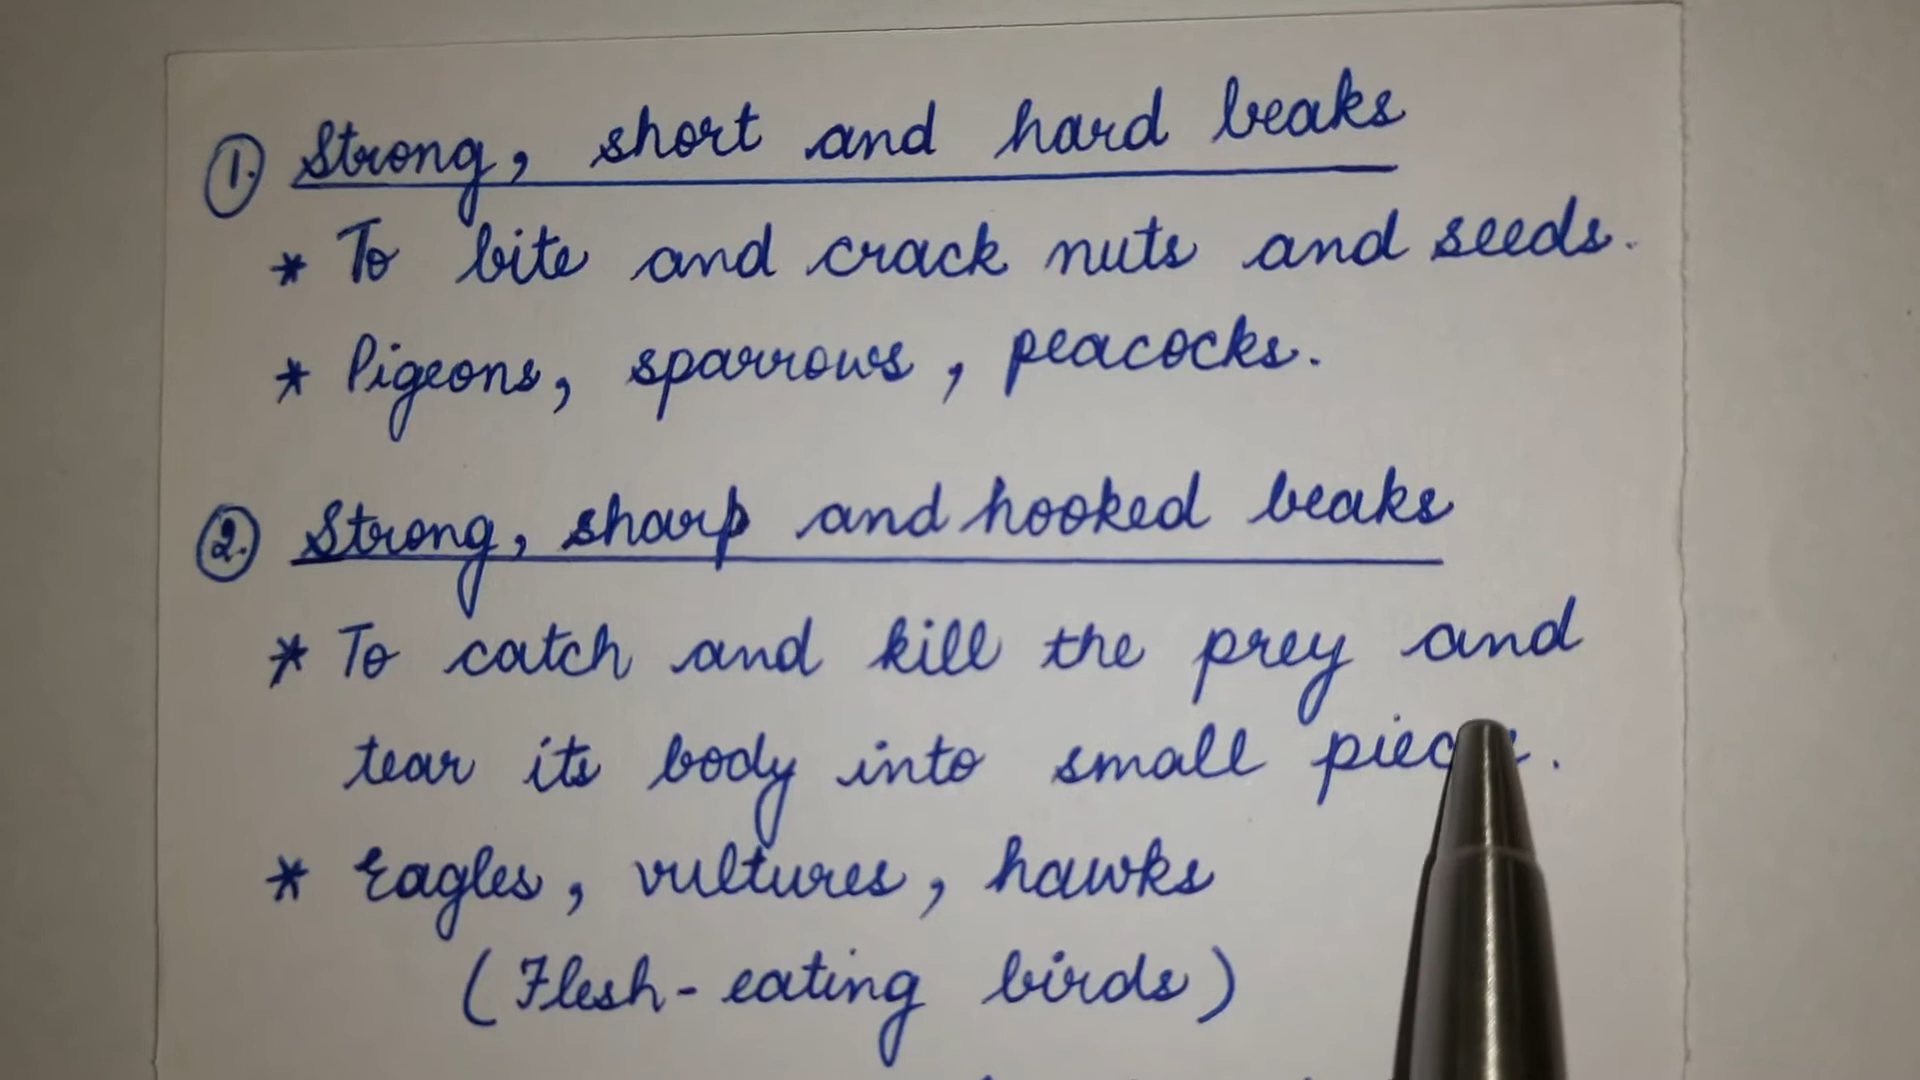 1. Strong, short and hard beaks
* To bite and crack nuts and seeds.
* Pigeons, sparrows, peacocks.
2. Strong, sharp and hooked beaks
* To catch and kill the prey and
tear its body into small
* Eagles, vultures, hawks
(Flesh-eating birds)